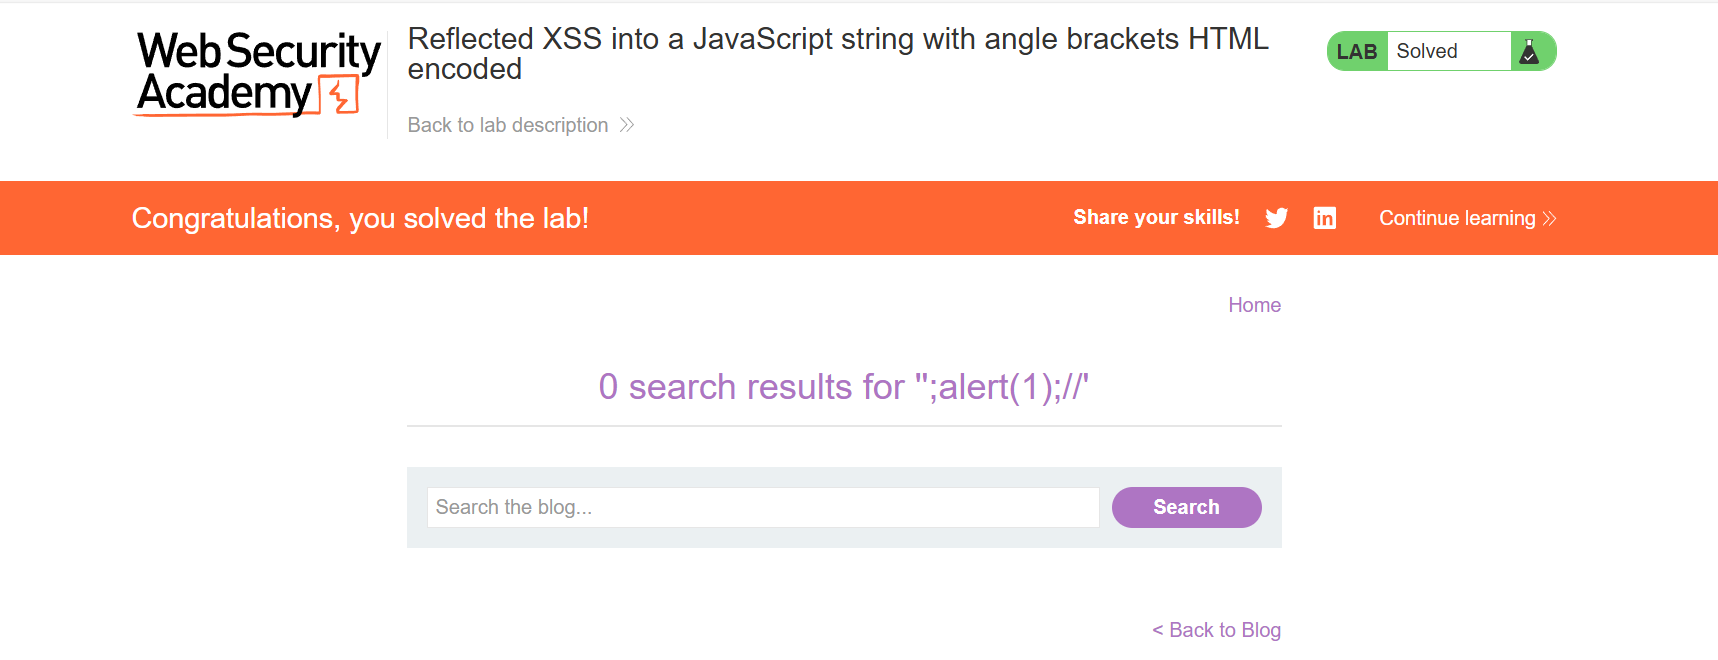 WebSecurity
Academy
Reflected XSS into a JavaScript string with angle brackets HTML
encoded
Back to lab description
LAB Solved
Congratulations, you solved the lab!
Share your skills!
in
Continue learning
Home
0 search results for '';alert(1);//'
Search the blog...
Search
< Back to Blog